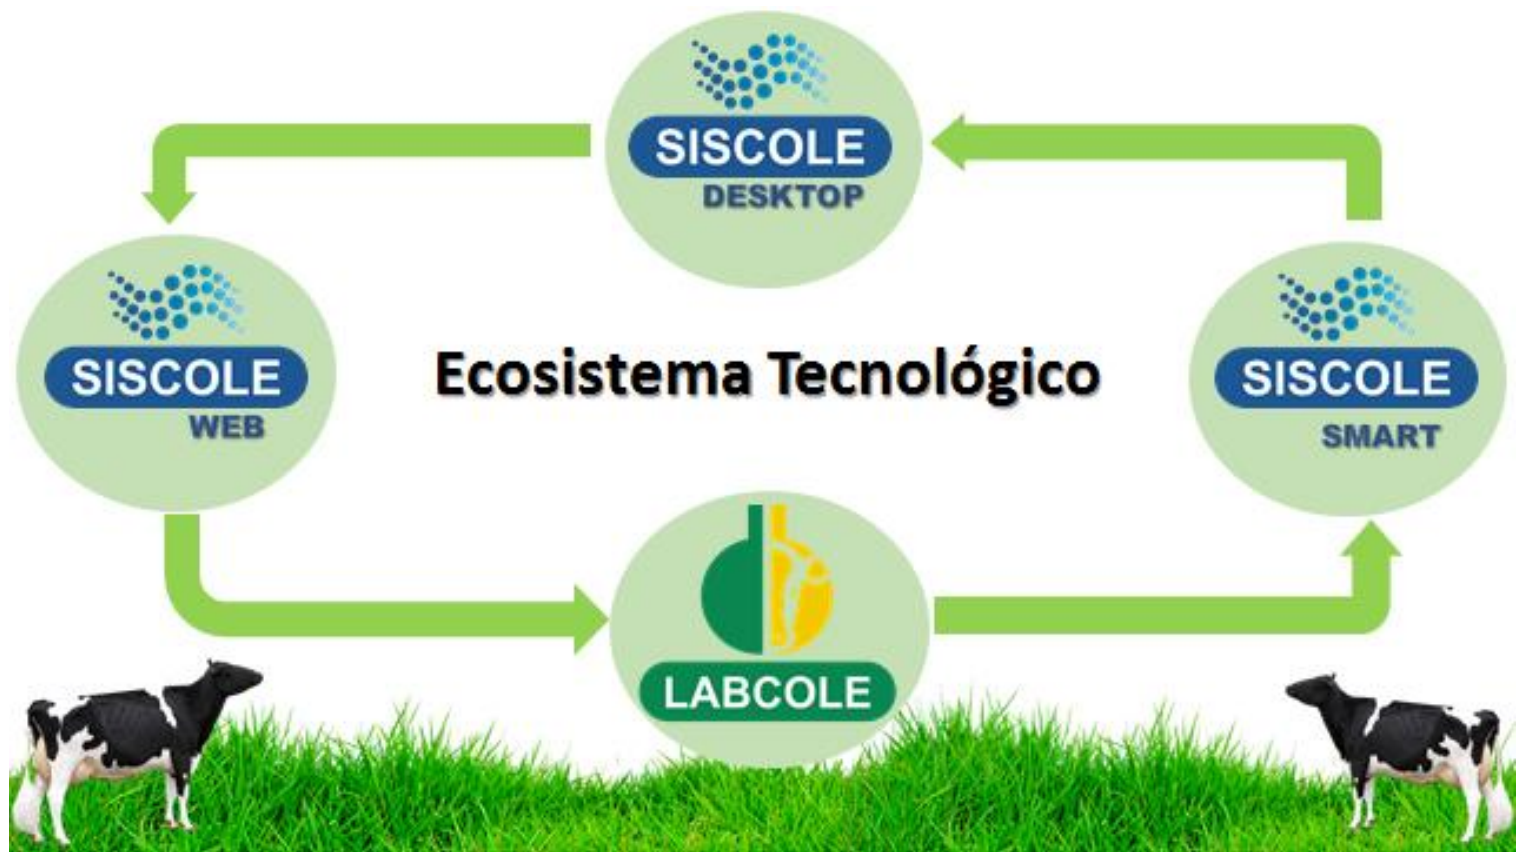 SISCOLE
DESKTOP
SISCOLE
WEB
Ecosistema Tecnológico
SISCOLE
SMART
LABCOLE